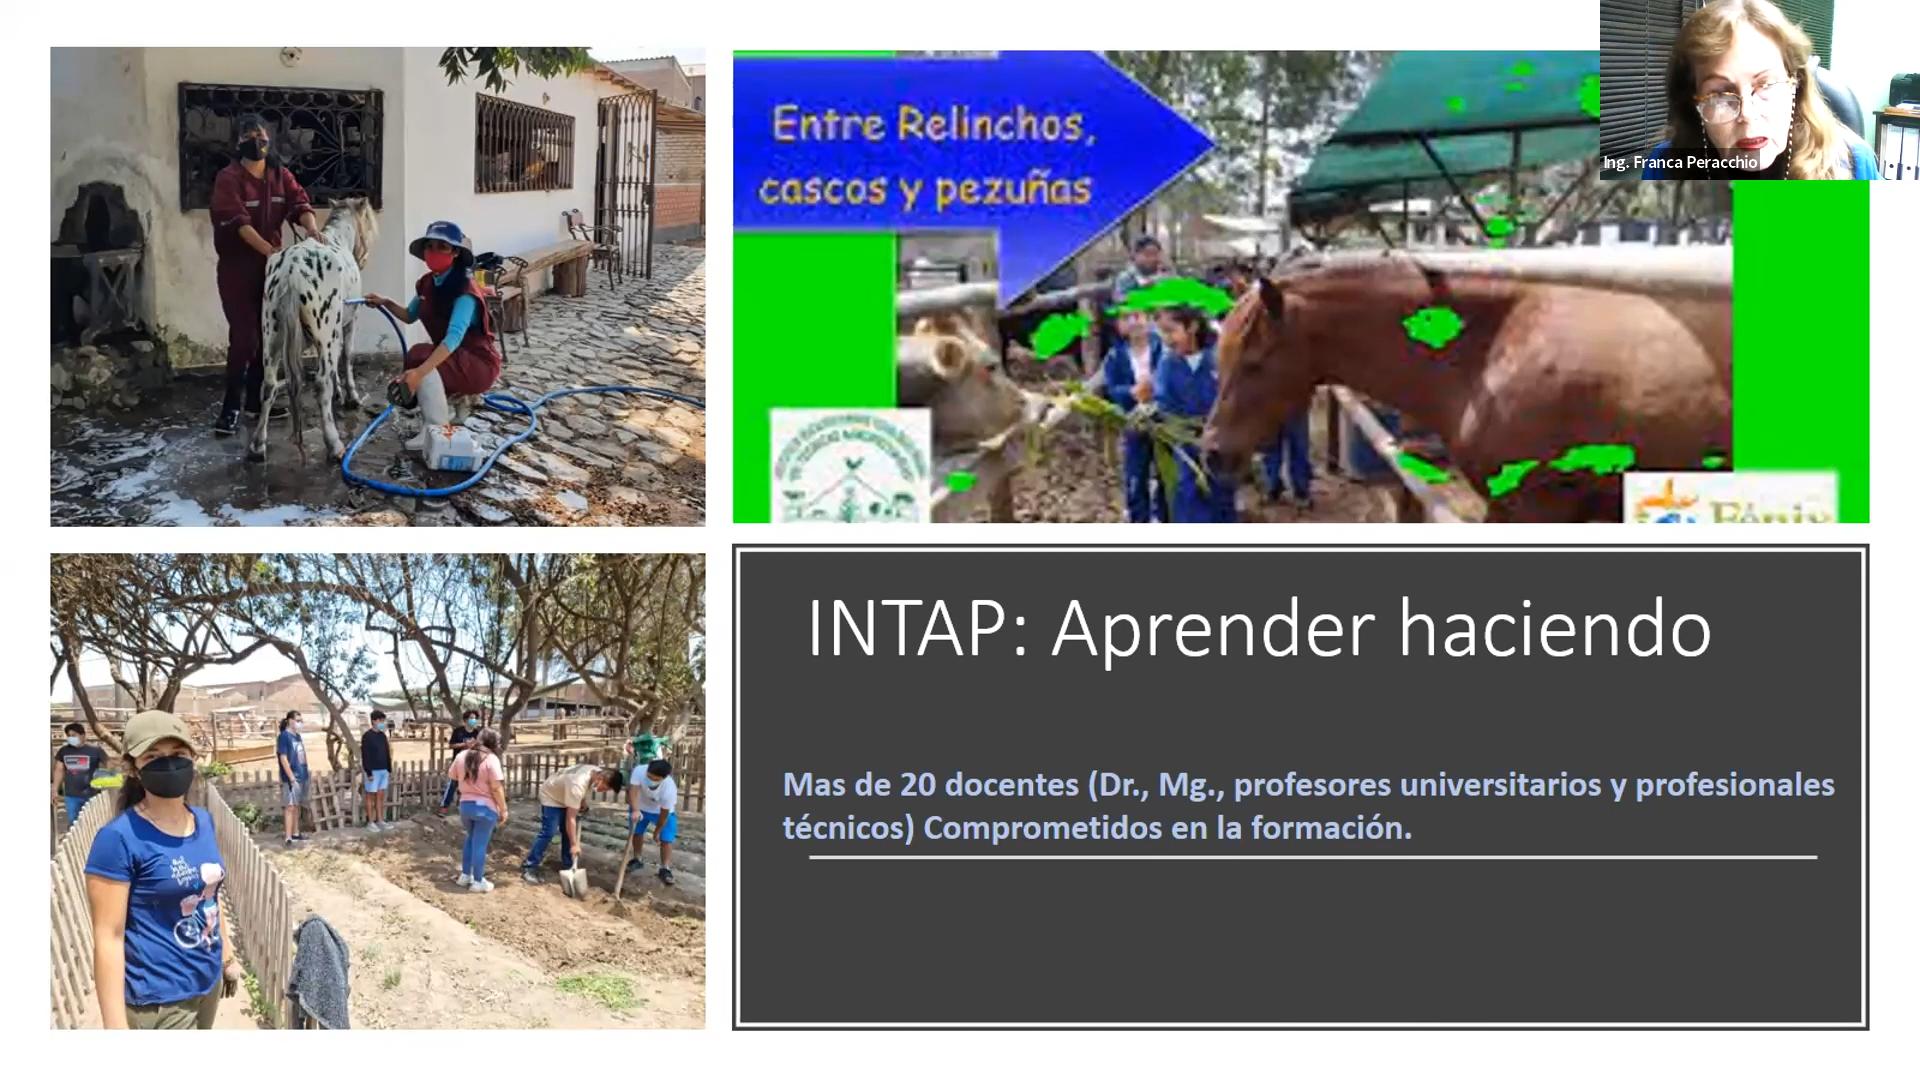 Entre Relinchos,
cascos y pezuñas
Ing. Franca Peracchio
Fénix
INTAP: Aprender haciendo
Mas de 20 docentes (Dr., Mg., profesores universitarios y profesionales
técnicos) Comprometidos en la formación.